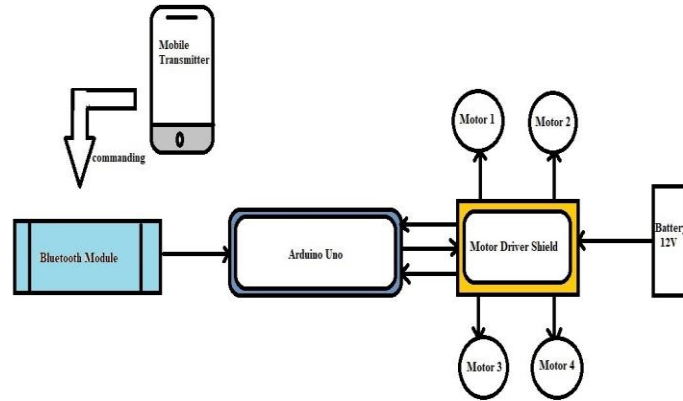 Mobile
Transmitter
commanding
Motor 1
Motor 2
Bluetooth Module
Arduino Uno
Motor Driver Shield
Battery
12V
Motor 3
Motor 4